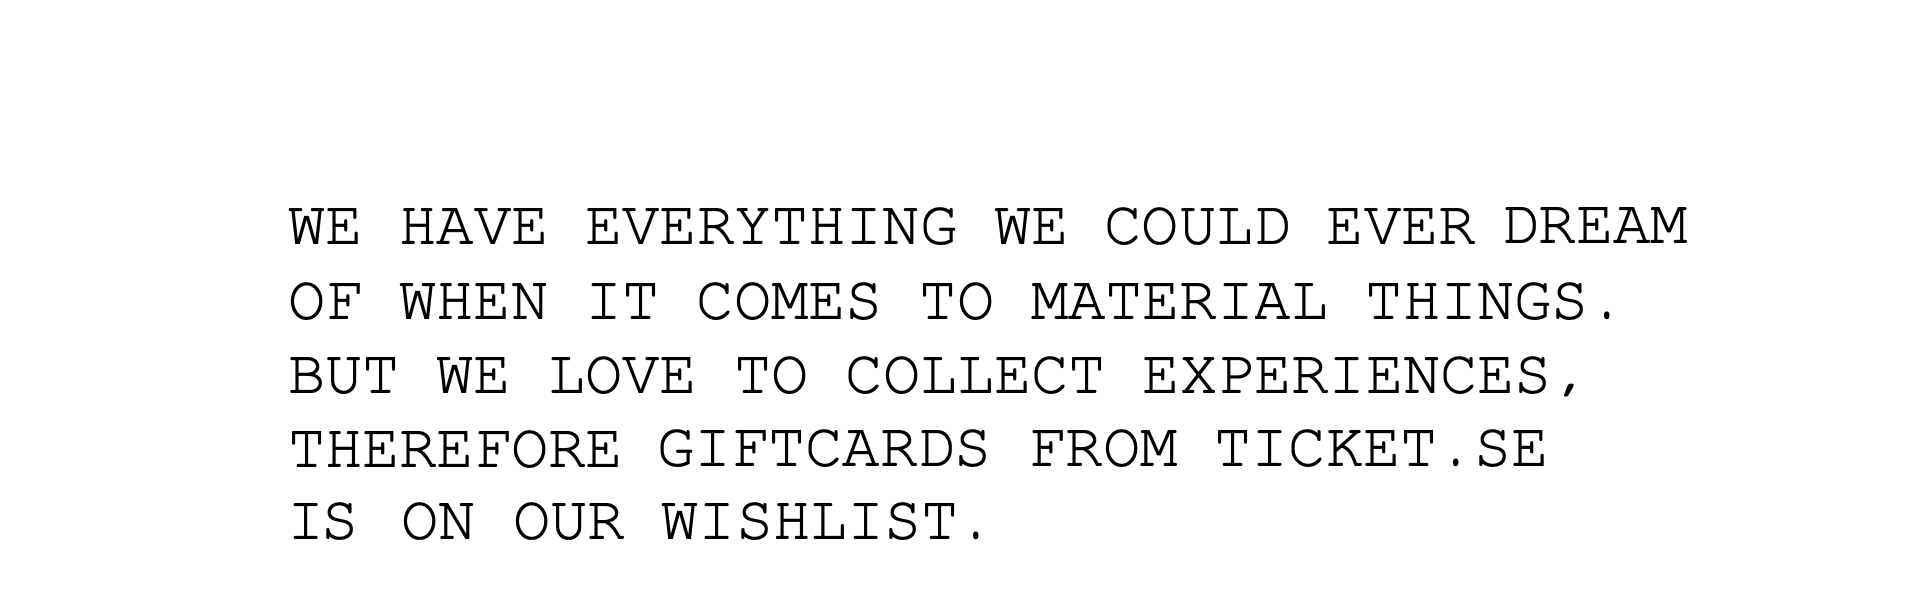 WE HAVE EVERYTHING WE COULD EVER DREAM
OF WHEN IT COMES TO MATERIAL THINGS.
BUT WE LOVE TO COLLECT EXPERIENCES,
THEREFORE GIFTCARDS FROM TICKET.SE
IS ON OUR WISHLIST.